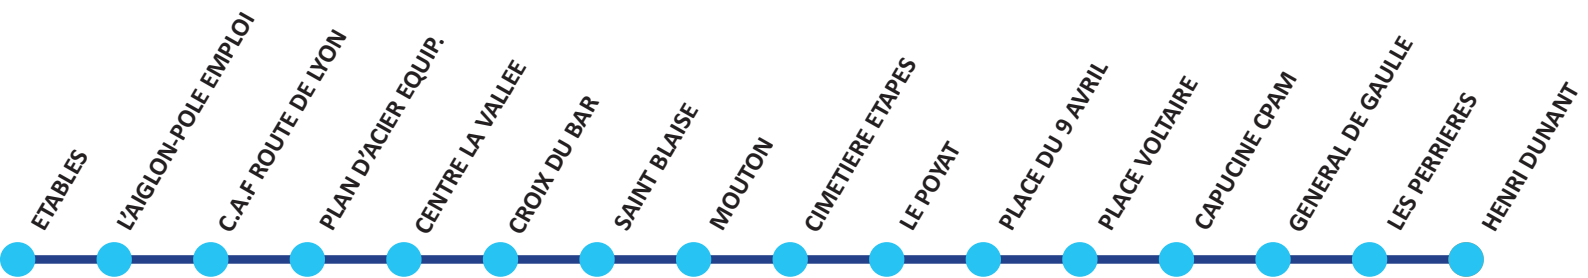 ETABLES
L'AIGLON-POLE EMPLOI
C.A.F ROUTE DE LYON
PLAN D'ACIER EQUIP.
CENTRE LA VALLEE
CROIX DU BAR
SAINT BLAISE
MOUTON
CIMETIERE ETAPES
LE POYAT
PLACE DU 9 AVRIL
PLACE VOLTAIRE
CAPUCINE CPAM
GENERAL DE GAULLE
LES PERRIERES
HENRI DUNANT